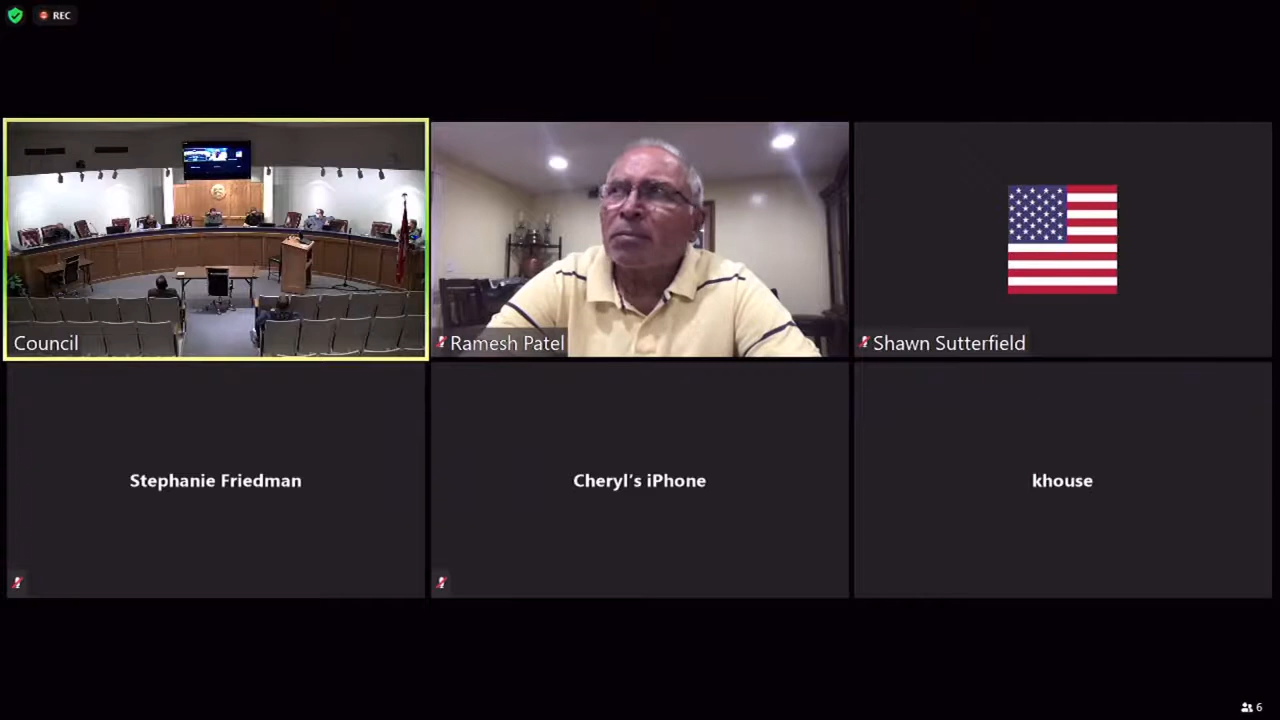 REC
Council
Ramesh Patel
Shawn Sutterfield
Stephanie Friedman
Cheryl’s iPhone
khouse
6